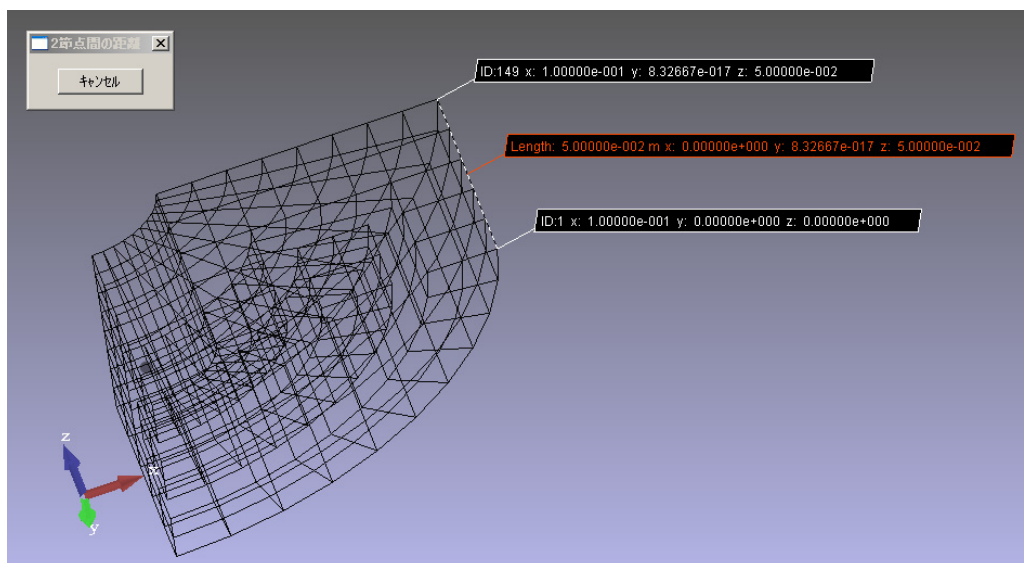 2節点間の距離
キャンセル
ID:149 x: 1.00000e-001 y: 8.32667e-017 z: 5.00000e-002
Length: 5.00000e-002 m x: 0.00000e+000 y: 8.32667e-017 z: 5.00000e-002
ID:1 x: 1.00000e-001 y: 0.00000e+000 z: 0.00000e+000
z
x
y